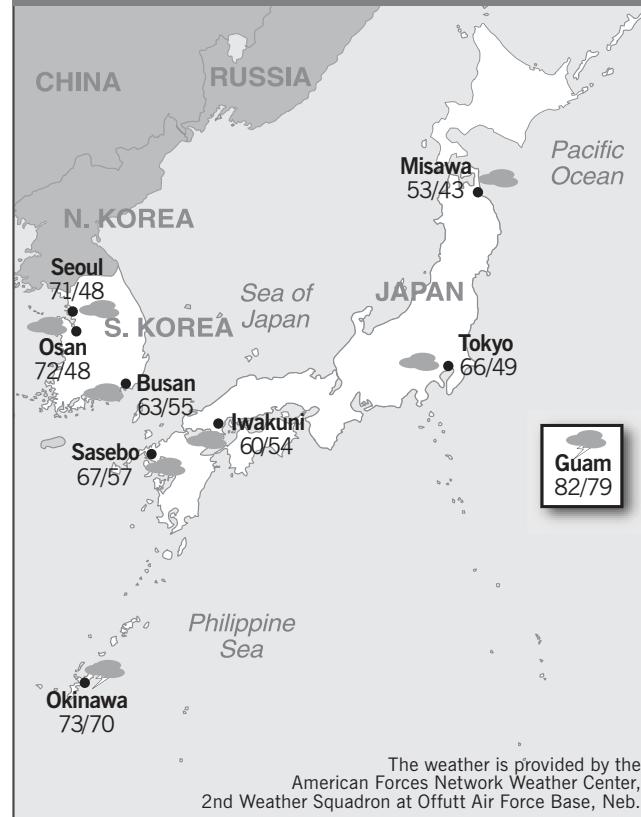 CHINA
RUSSIA
Pacific
Ocean
Misawa
53/43
N. KOREA
Seoul
71/48
Sea of
Japan
JAPAN
S. KOREA
Osan
72/48
Tokyo
66/49
Busan
63/55
Iwakuni
60/54
Sasebo
67/57
Guam
82/79
Philippine
Sea
Okinawa
73/70
The weather is provided by the
American Forces Network Weather Center,
2nd Weather Squadron at Offutt Air Force Base, Neb.